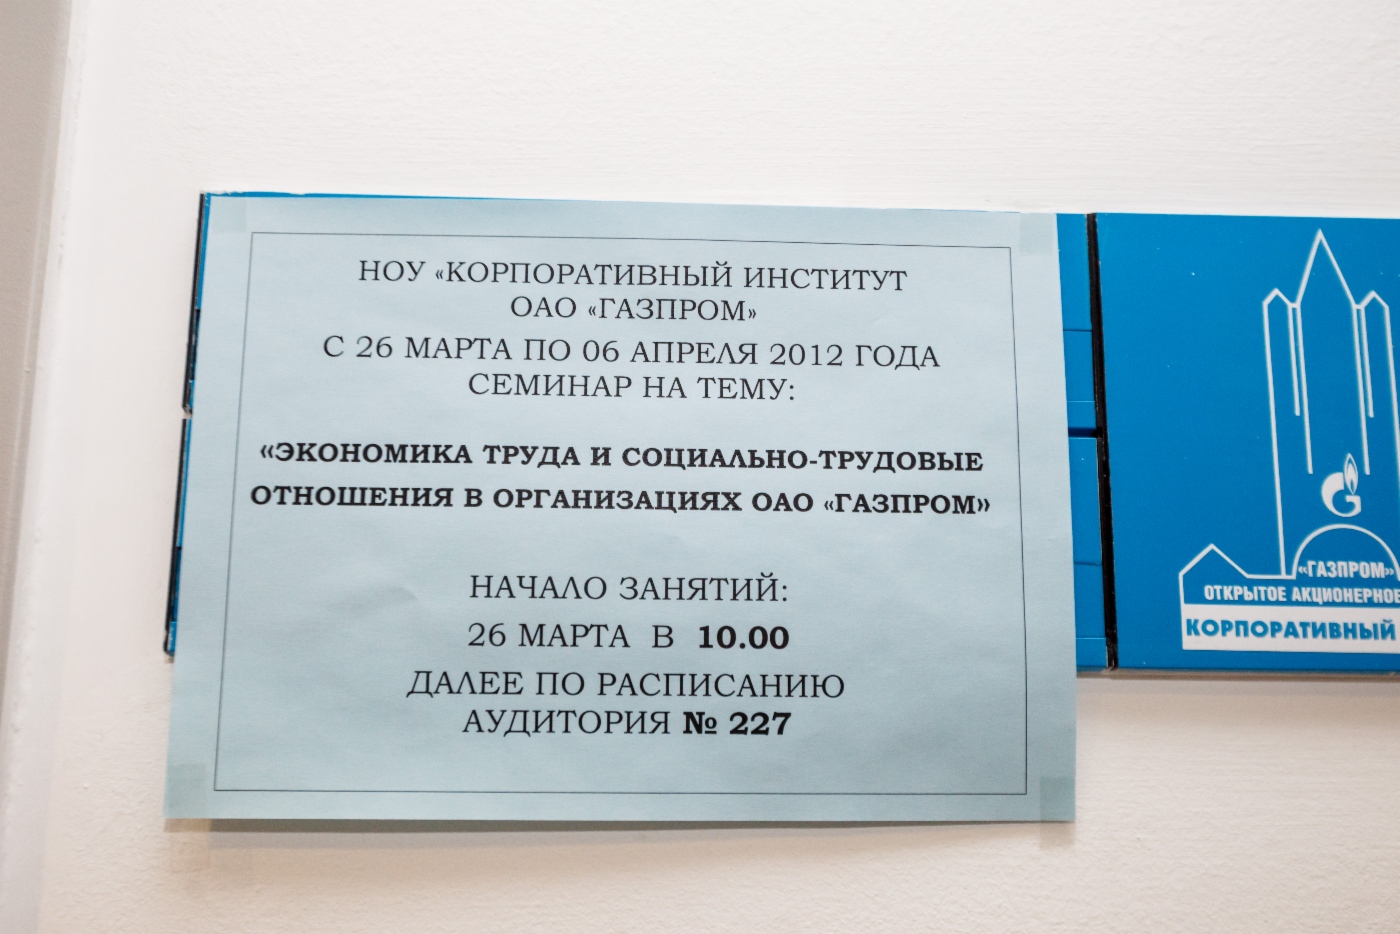 НОУ «КОРПОРАТИВНЫЙ ИНСТИТУТ
ОАО «ГАЗПРОМ»
С 26 МАРТА ПО 06 АПРЕЛЯ 2012 ГОДА
СЕМИНАР НА ТЕМУ:
«ЭКОНОМИКА ТРУДА И СОЦИАЛЬНО-ТРУДОВЫЕ
ОТНОШЕНИЯ В ОРГАНИЗАЦИЯХ ОАО «ГАЗПРОМ»
НАЧАЛО ЗАНЯТИЙ:
26 МАРТА В 10.00
ДАЛЕЕ ПО РАСПИСАНИЮ
АУДИТОРИЯ № 227
«ГАЗПРОМ»
ОТКРЫТОЕ АКЦИОНЕРНОЕ
КОРПОРАТИВНЫЙ